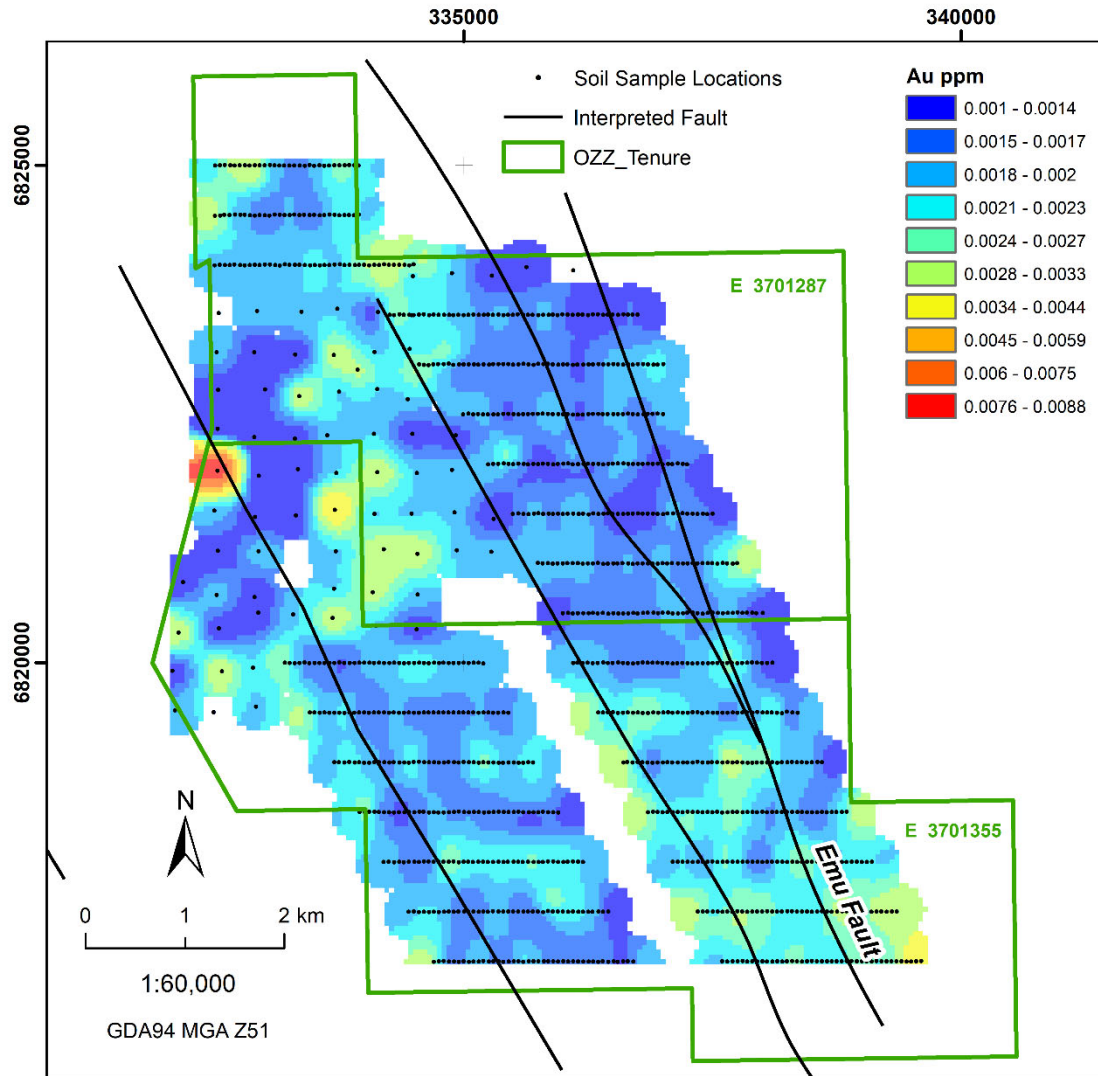 335000
340000
6825000
6820000
Soil Sample Locations
Interpreted Fault
OZZ_Tenure
Au ppm
0.001 - 0.0014
0.0015 - 0.0017
0.0018 - 0.002
0.0021 - 0.0023
0.0024 - 0.0027
0.0028 - 0.0033
0.0034 - 0.0044
0.0045 - 0.0059
0.006 - 0.0075
0.0076 - 0.0088
E 3701287
E 3701355
Emu Fault
N
0 1 2 km
1:60,000
GDA94 MGA Z51